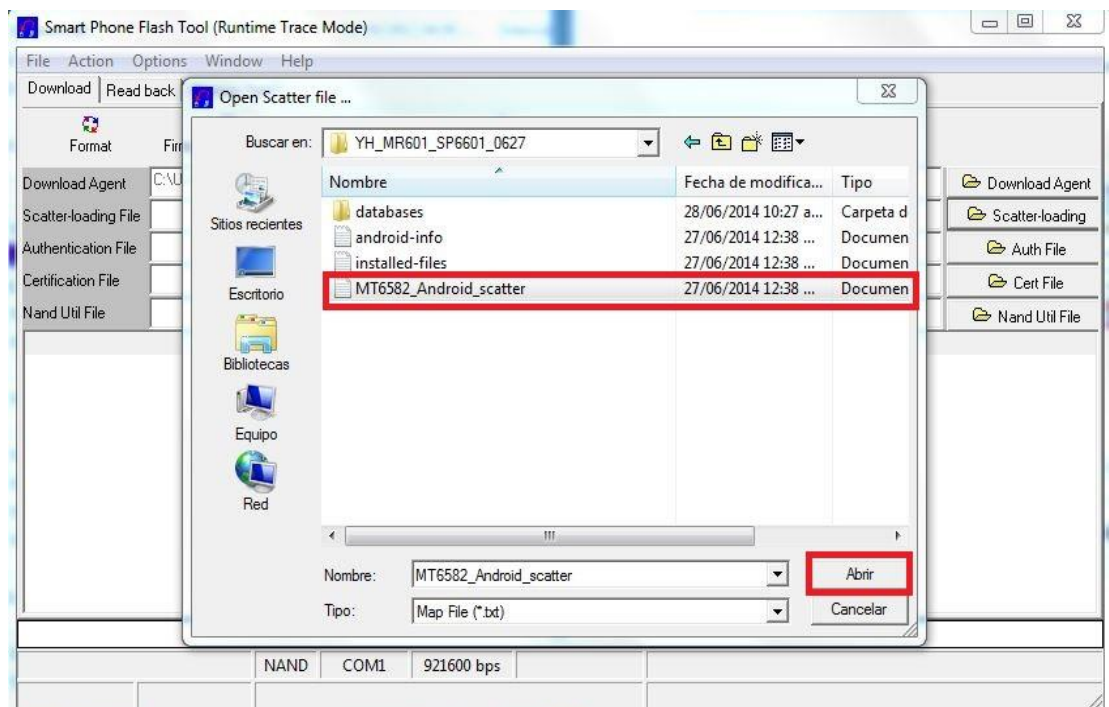 Smart Phone Flash Tool (Runtime Trace Mode)
File Action Options Window Help
Download Read back
Open Scatter file ...
Format
Buscar en: YH_MR601_SP6601_0627
Download Agent C:\U
Scatter-loading File
Authentication File
Certification File
Nand Util File
Sitios recientes
Escritorio
Bibliotecas
Equipo
Red
Nombre Fecha de modifica... Tipo
databases 28/06/2014 10:27 a... Carpeta d
android-info 27/06/2014 12:38 ... Documen
installed-files 27/06/2014 12:38 ... Documen
MT6582_Android_scatter 27/06/2014 12:38 ... Documen
Nombre: MT6582_Android_scatter Abrir
Tipo: Map File (*.txt) Cancelar
Download Agent
Scatter-loading
Auth File
Cert File
Nand Util File
NAND COM1 921600 bps